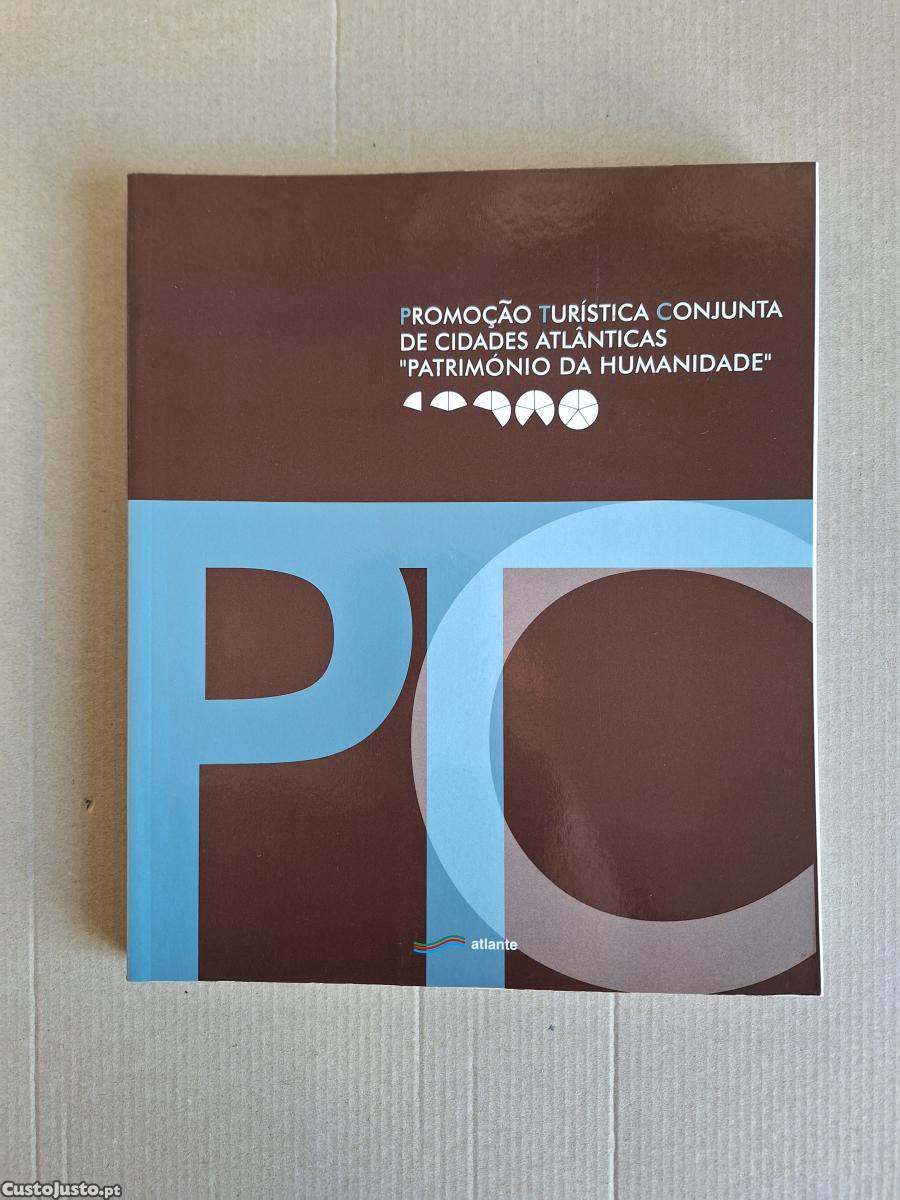 PROMOÇÃO TURÍSTICA CONJUNTA
DE CIDADES ATLÂNTICAS
"PATRIMÓNIO DA HUMANIDADE"
PTC
atlante
CustoJusto.pt